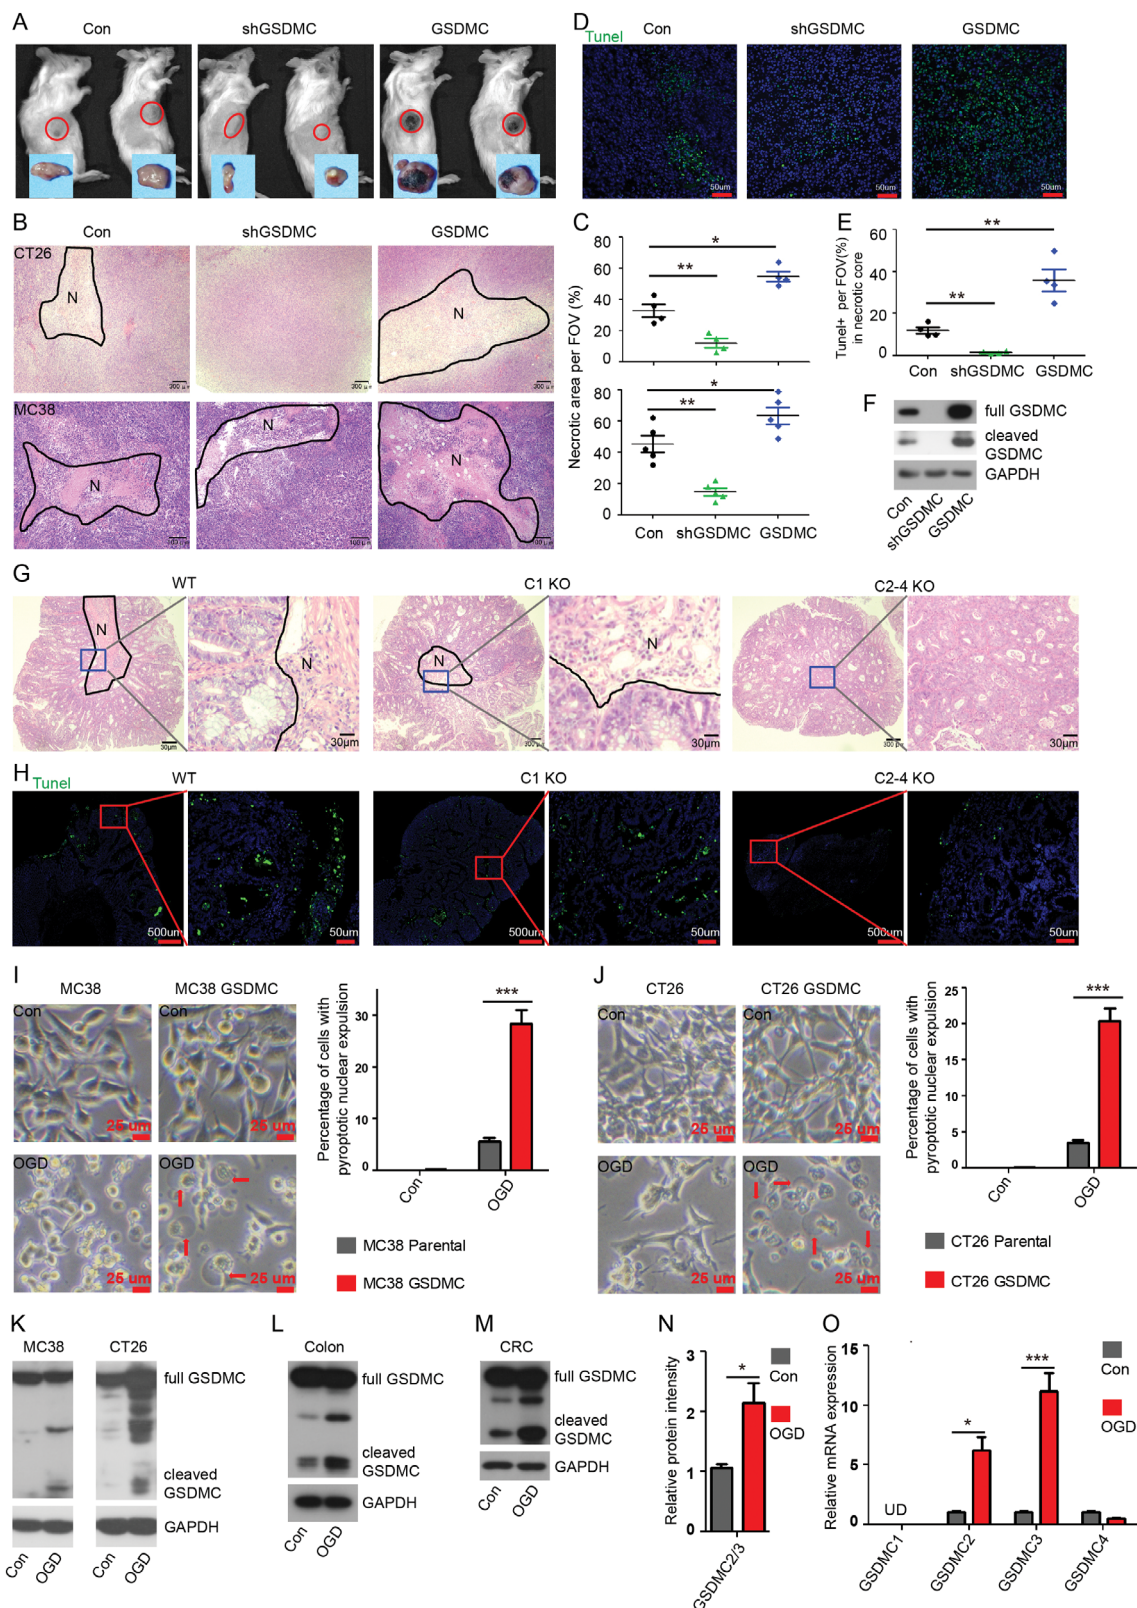 A
Con
shGSDMC
GSDMC
B
Con
shGSDMC
GSDMC
CT26
N
N
300 μm
MC38
N
N
N
100 μm
C
Necrotic area per FOV (%)
80
60
40
20
0
*
**
80
60
40
20
0
*
**
Con
shGSDMC
GSDMC
D
Tunel
Con
shGSDMC
GSDMC
50um
50um
50um
E
Tunel+ per FOV(%)
in necrotic core
60
40
20
0
**
**
Con
shGSDMC
GSDMC
F
full GSDMC
cleaved
GSDMC
GAPDH
Con
shGSDMC
GSDMC
G
WT
C1 KO
C2-4 KO
N
N
N
N
30μm
30μm
300 μm
30μm
300 μm
30μm
H
Tunel
WT
C1 KO
C2-4 KO
500um
50um
500um
50um
500um
50um
I
MC38
MC38 GSDMC
Con
Con
25 um
25 um
OGD
OGD
25 um
25 um
Percentage of cells with
pyroptotic nuclear expulsion
30
20
10
0
***
Con
OGD
MC38 Parental
MC38 GSDMC
J
CT26
CT26 GSDMC
Con
Con
25 um
25 um
OGD
OGD
25 um
25 um
Percentage of cells with
pyroptotic nuclear expulsion
25
20
15
10
5
0
***
Con
OGD
CT26 Parental
CT26 GSDMC
K
MC38
CT26
full GSDMC
cleaved
GSDMC
GAPDH
Con
OGD
Con
OGD
L
Colon
full GSDMC
cleaved
GSDMC
GAPDH
Con
OGD
M
CRC
full GSDMC
cleaved
GSDMC
GAPDH
Con
OGD
N
Relative protein intensity
3
2
1
0
*
Con
OGD
GSDMC2/3
O
Relative mRNA expression
15
10
5
0
UD
*
***
Con
OGD
GSDMC1
GSDMC2
GSDMC3
GSDMC4